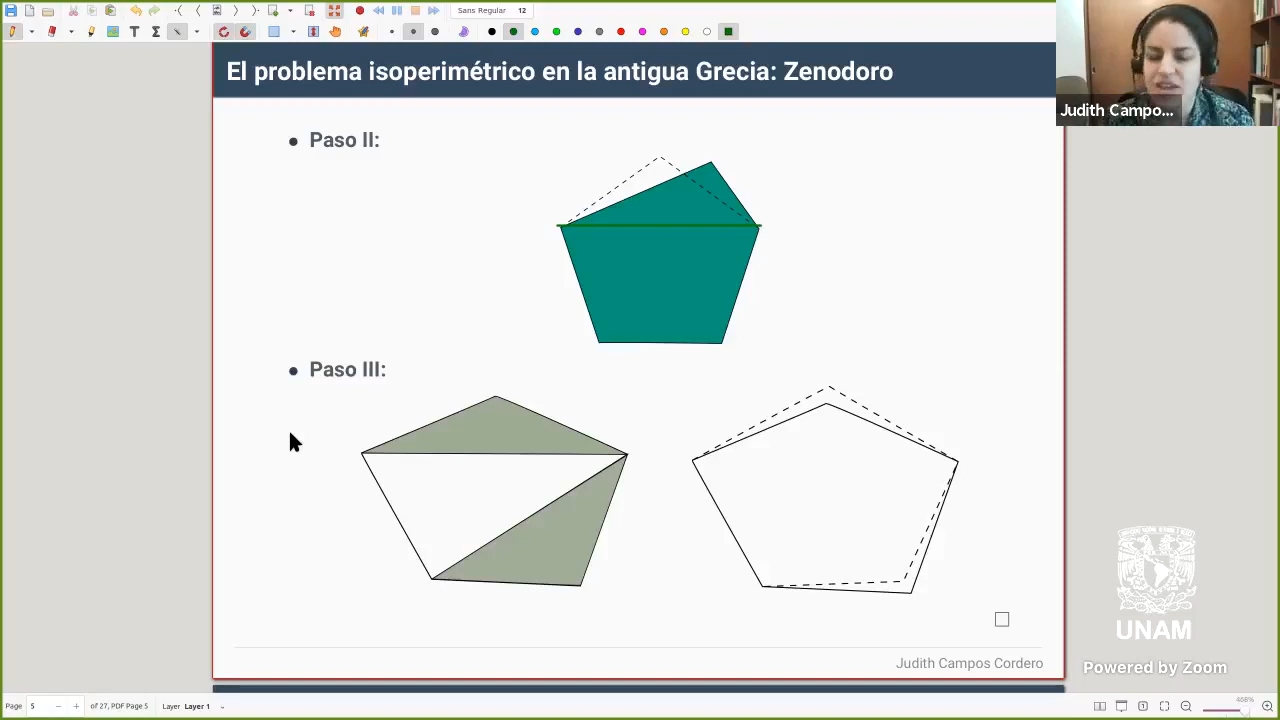 Sans Regular 12
El problema isoperimétrico en la antigua Grecia: Zenodoro
Judith Campo...
• Paso II:
• Paso III:
UNAM
Judith Campos Cordero
Powered by Zoom
Page 5 of 27, PDF Page 5 Layer Layer 1
468%